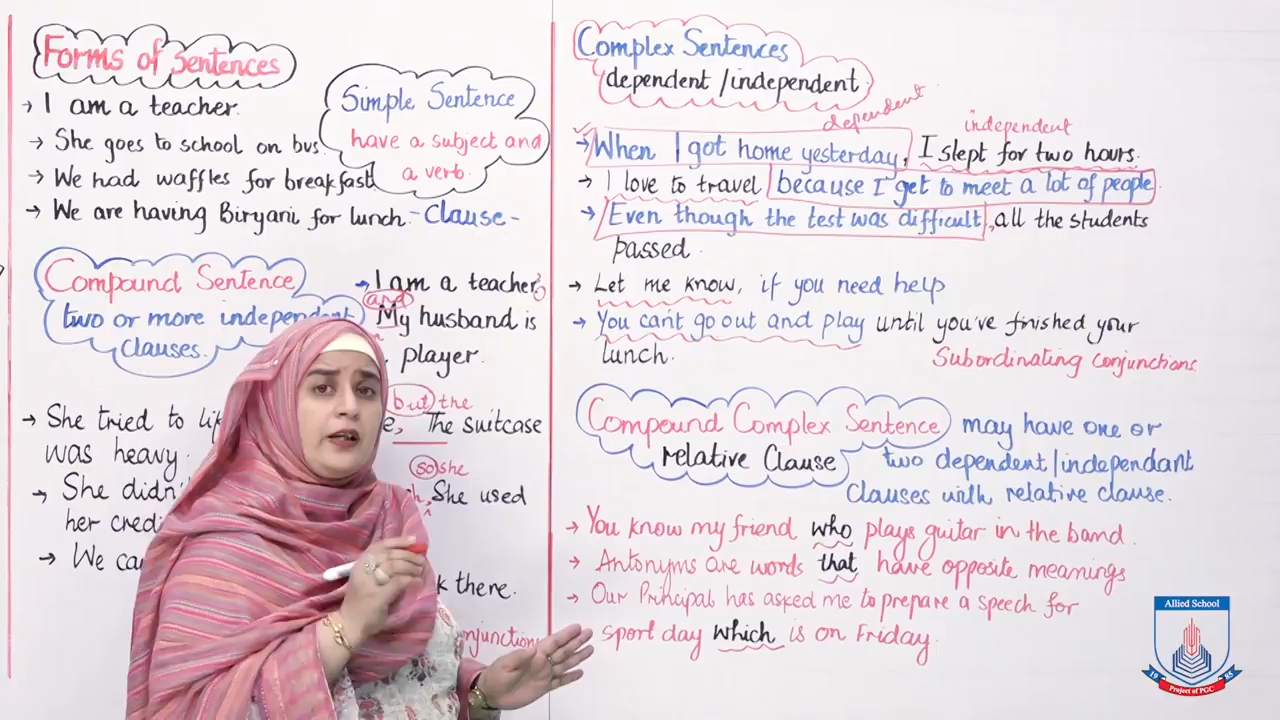 Forms of sentences
→ I am a teacher.
→ She goes to school on bus.
→ We had waffles for breakfast
→ We are having Biryani for lunch - Clause -
Simple Sentence
have a subject and
a verb.
Compound Sentence
two or more independent
Clauses.
→ I am a teacher,
and
My husband is
player.
but the
→ She tried to The suitcase
was heavy.
so she
→ She She used
her
→ We there.
Complex Sentences
dependent /independent
dependent
independent
→ When I got home yesterday, I slept for two hours.
→ I love to travel because I get to meet a lot of people.
→ Even though the test was difficult, all the students
passed.
→ Let me know, if you need help
→ You can't go out and play until you've finished your
lunch.
Subordinating conjunctions
Compound Complex Sentence may have one or
relative Clause two dependent/independant
Clauses with relative clause.
→ You know my friend who plays guitar in the band.
→ Antonyms are words that have opposite meanings
→ Our Principal has asked me to prepare a speech for
sport day which is on Friday.
Allied School
19 85
Project of PGC